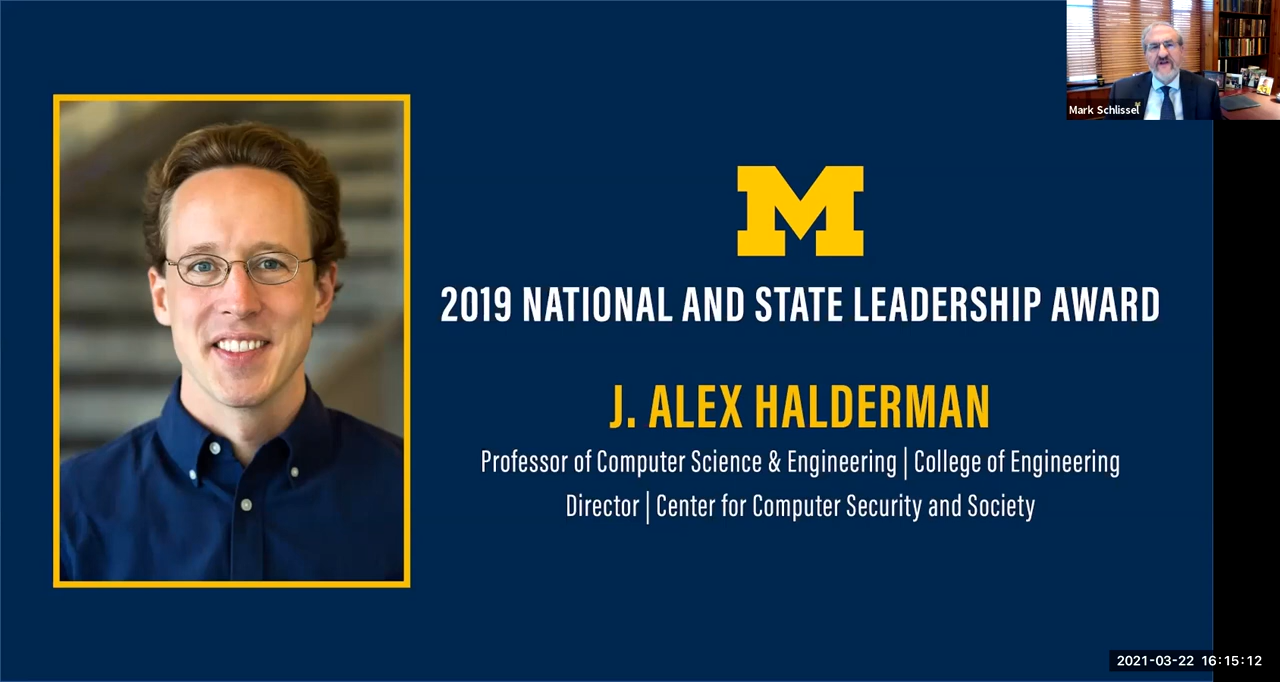 Mark Schlissel
M
2019 NATIONAL AND STATE LEADERSHIP AWARD
J. ALEX HALDERMAN
Professor of Computer Science & Engineering | College of Engineering
Director | Center for Computer Security and Society
2021-03-22 16:15:12